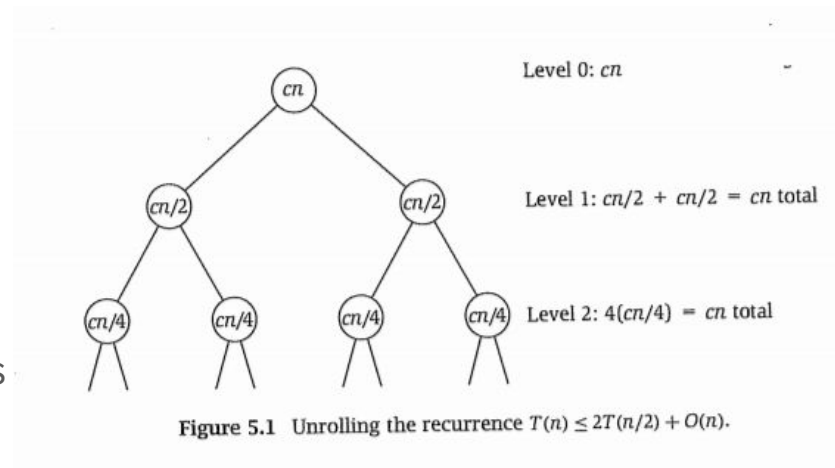 cn
Level 0: cn
cn/2
cn/2
Level 1: cn/2 + cn/2 = cn total
cn/4
cn/4
cn/4
cn/4
Level 2: 4(cn/4) = cn total
s
Figure 5.1 Unrolling the recurrence T(n) ≤ 2T(n/2) + O(n).